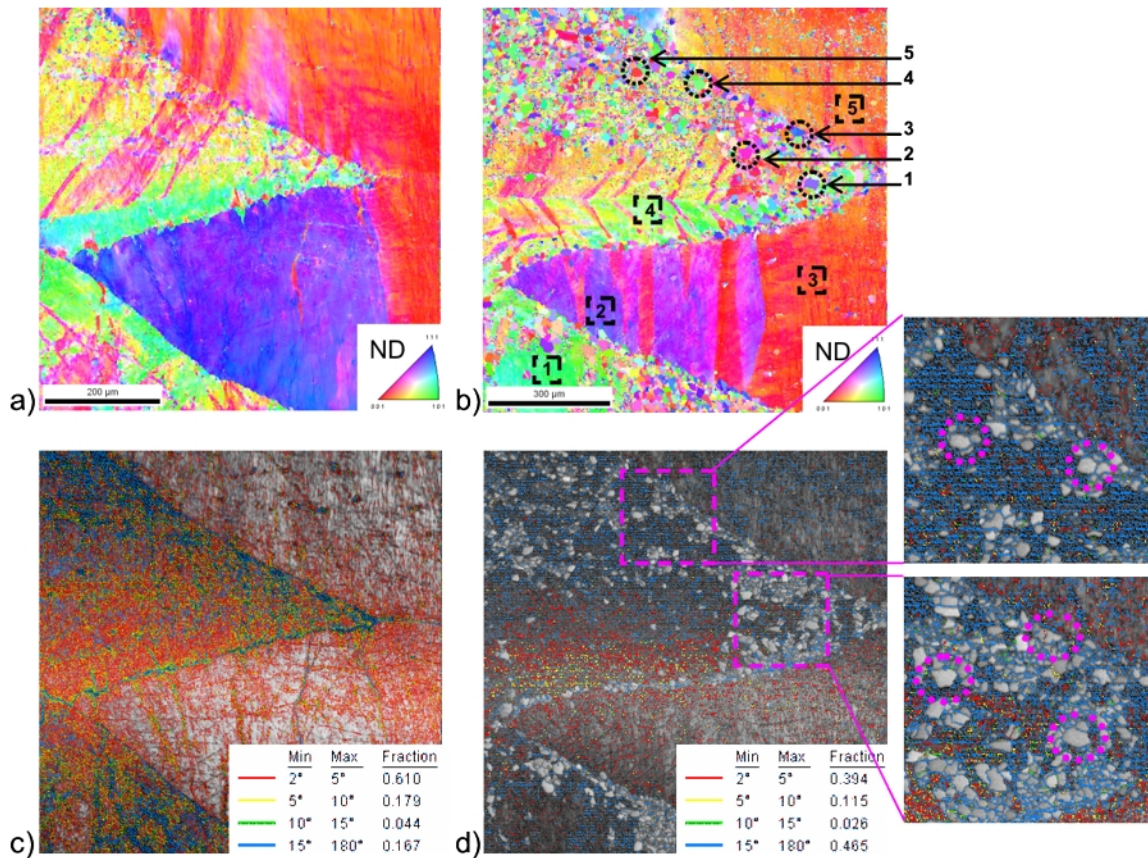 5
4
3
2
1
5
3
4
2
1
ND
111
001
101
200 µm
a)
ND
111
001
101
300 µm
b)
Min Max Fraction
2° 5° 0.610
5° 10° 0.179
10° 15° 0.044
15° 180° 0.167
c)
Min Max Fraction
2° 5° 0.394
5° 10° 0.115
10° 15° 0.026
15° 180° 0.465
d)